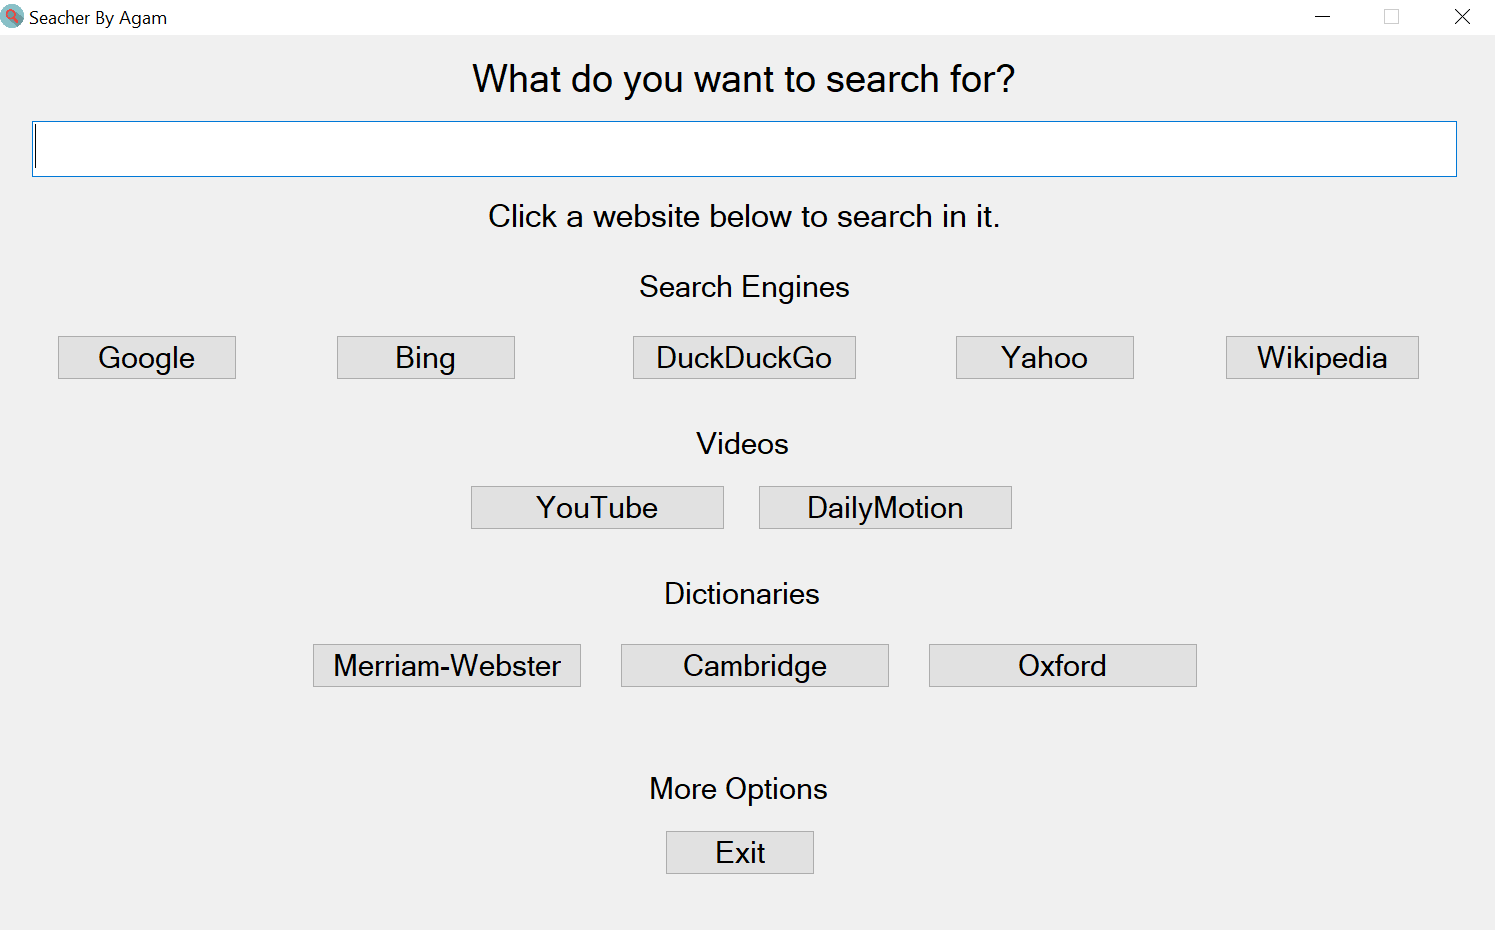 Seacher By Agam
What do you want to search for?
Click a website below to search in it.
Search Engines
Google Bing DuckDuckGo Yahoo Wikipedia
Videos
YouTube DailyMotion
Dictionaries
Merriam-Webster Cambridge Oxford
More Options
Exit